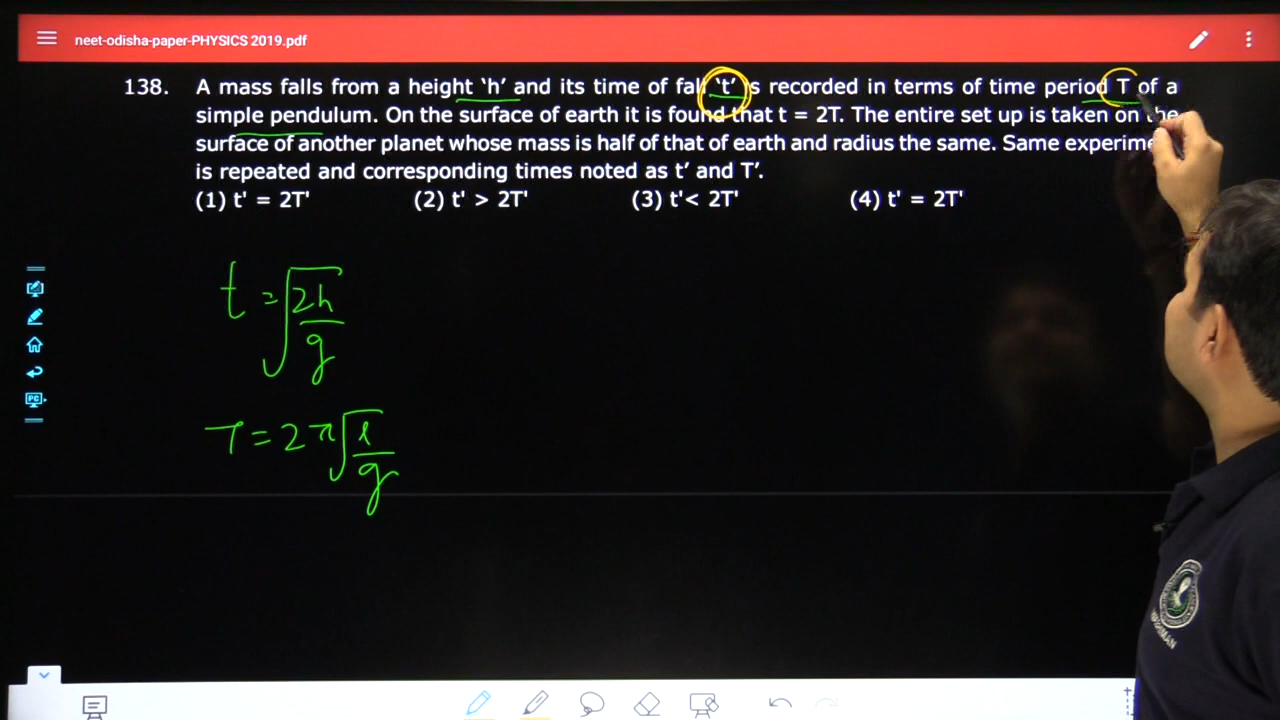 neet-odisha-paper-PHYSICS 2019.pdf
138. A mass falls from a height ‘h’ and its time of fall ‘t’ is recorded in terms of time period T of a
simple pendulum. On the surface of earth it is found that t = 2T. The entire set up is taken on the
surface of another planet whose mass is half of that of earth and radius the same. Same experime
is repeated and corresponding times noted as t’ and T’.
(1) t' = 2T' (2) t' > 2T' (3) t'< 2T' (4) t' = 2T'
t = √2h/g
T = 2π√l/g
PC